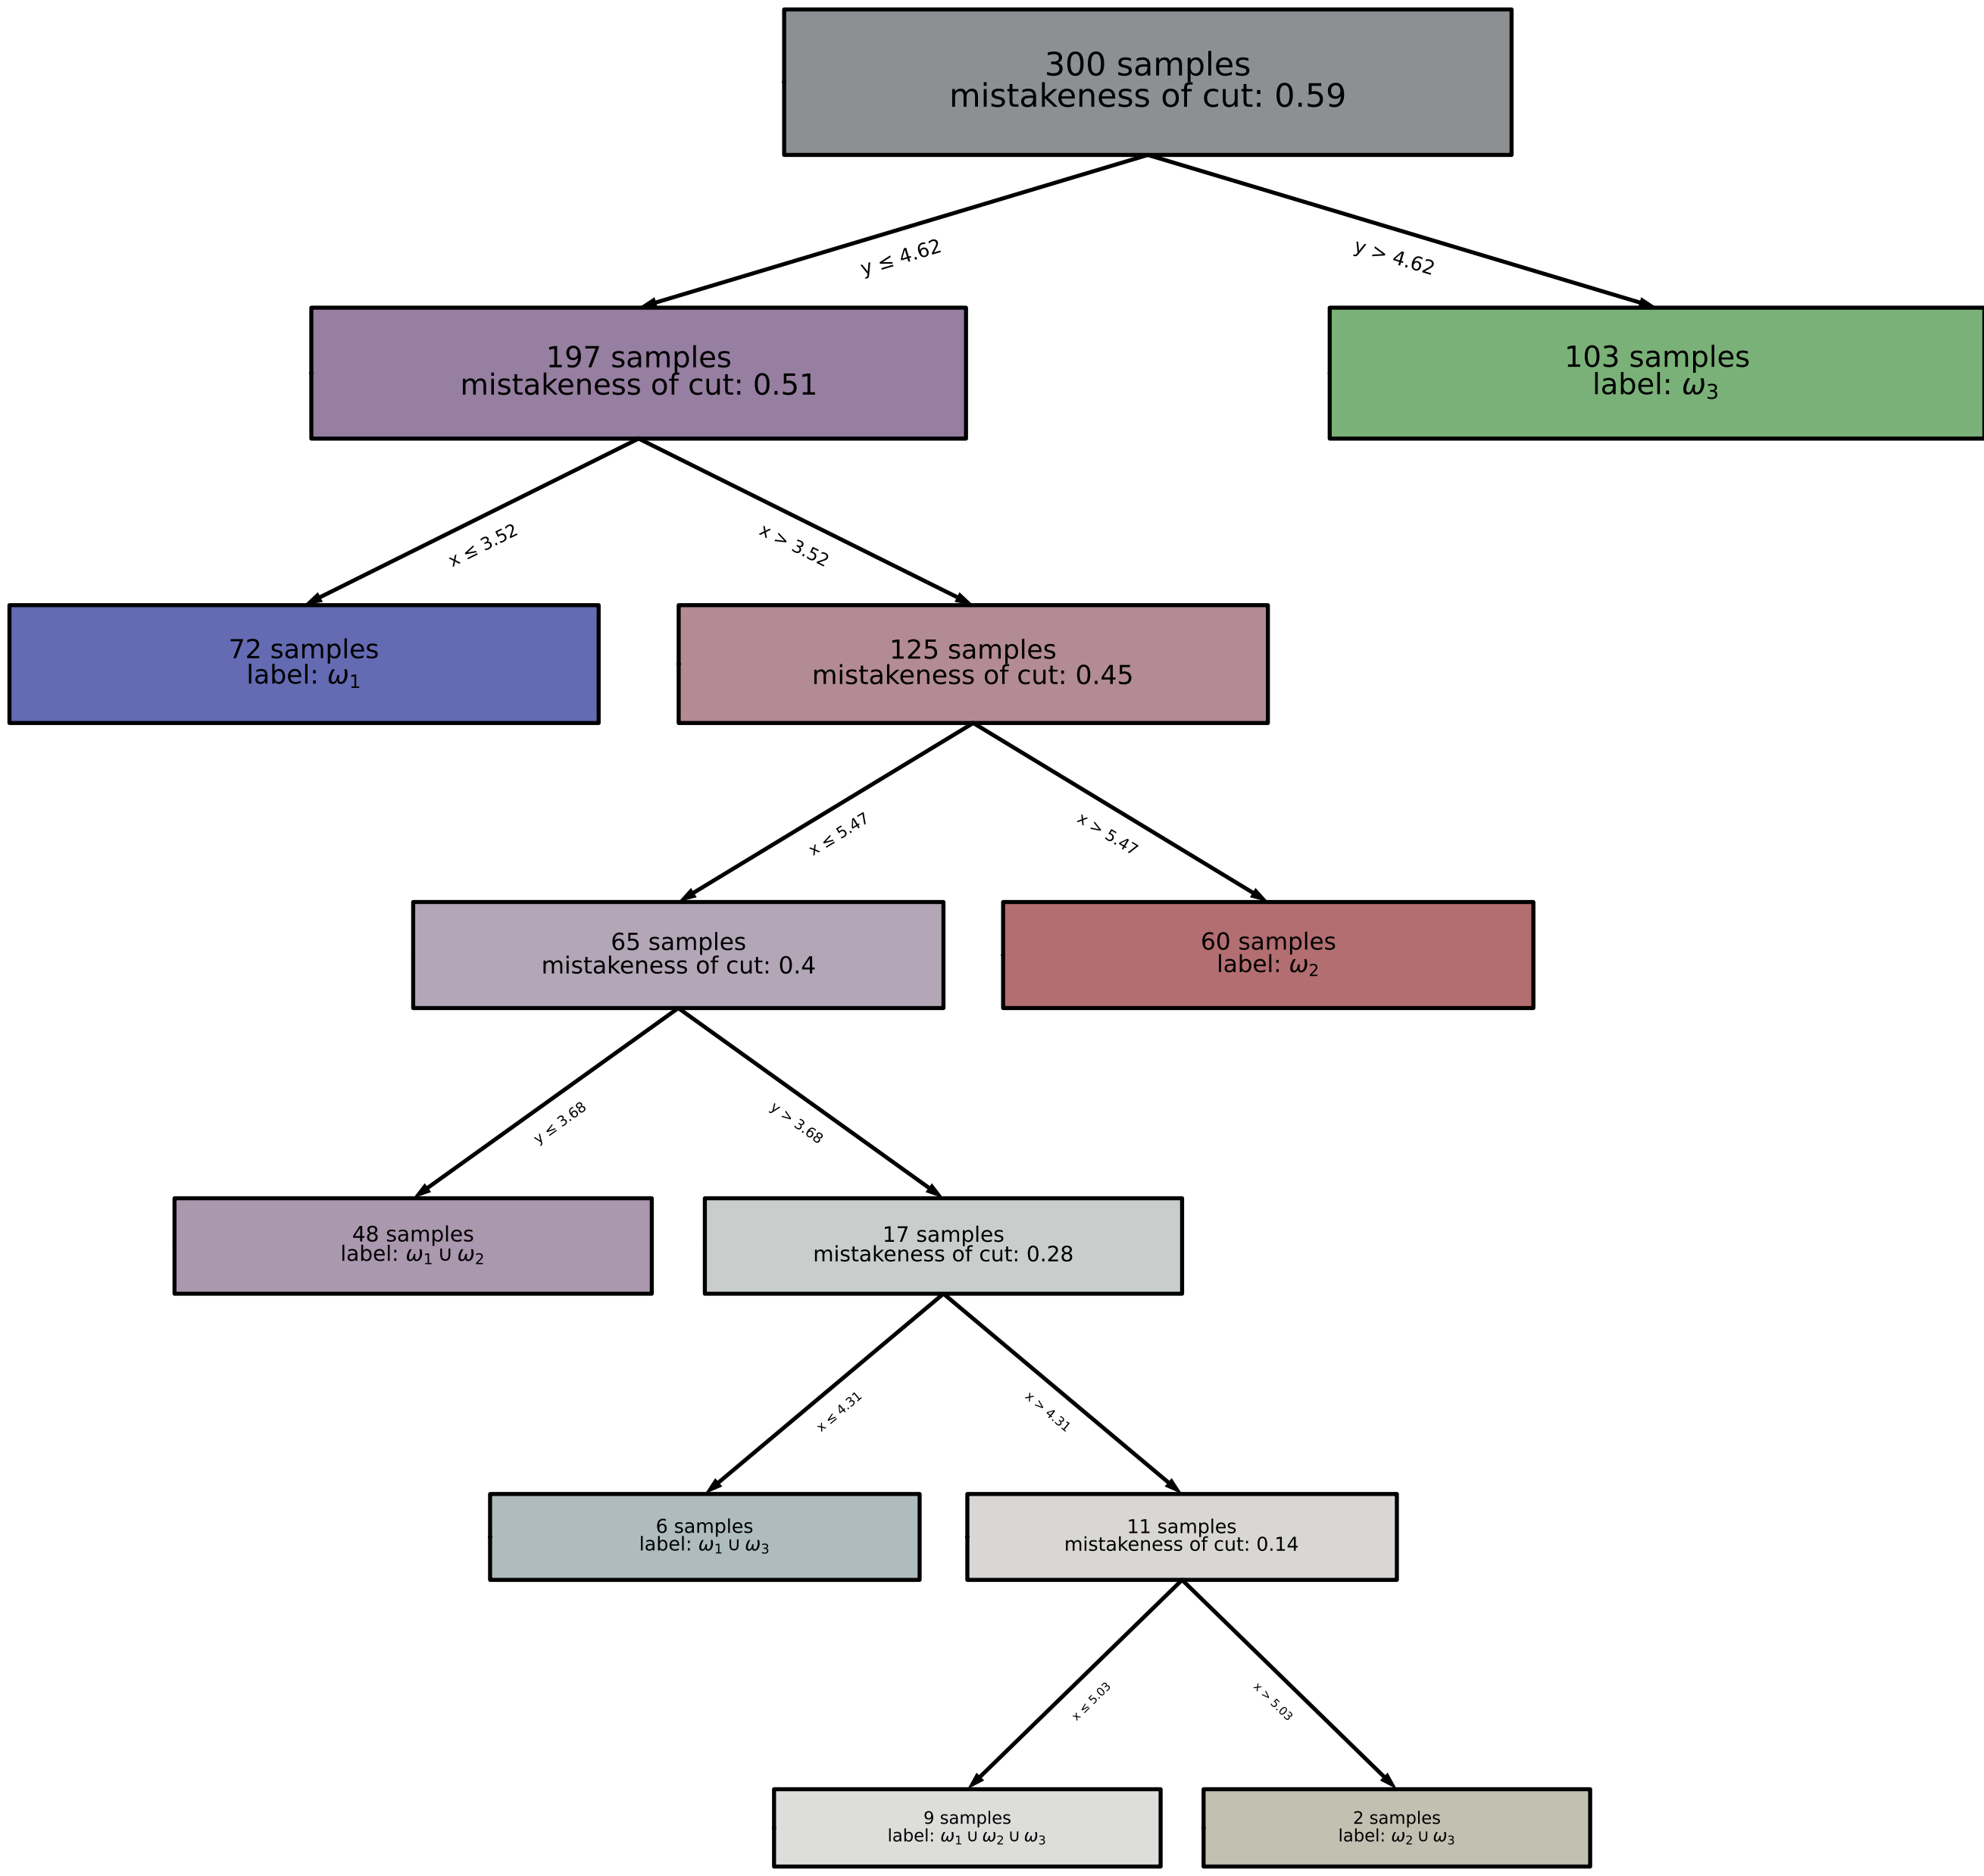 300 samples
mistakeness of cut: 0.59
y ≤ 4.62
y > 4.62
197 samples
mistakeness of cut: 0.51
103 samples
label: ω₃
x ≤ 3.52
x > 3.52
72 samples
label: ω₁
125 samples
mistakeness of cut: 0.45
x ≤ 5.47
x > 5.47
65 samples
mistakeness of cut: 0.4
60 samples
label: ω₂
y ≤ 3.68
y > 3.68
48 samples
label: ω₁ ∪ ω₂
17 samples
mistakeness of cut: 0.28
x ≤ 4.31
x > 4.31
6 samples
label: ω₁ ∪ ω₃
11 samples
mistakeness of cut: 0.14
x ≤ 5.03
x > 5.03
9 samples
label: ω₁ ∪ ω₂ ∪ ω₃
2 samples
label: ω₂ ∪ ω₃